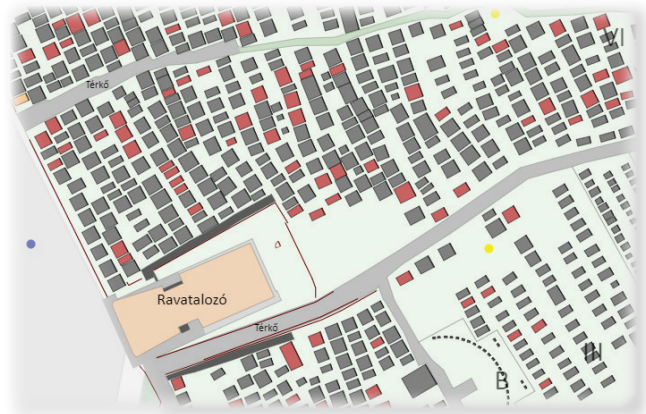 VI
Térkő
Ravatalozó
Térkő
III
B